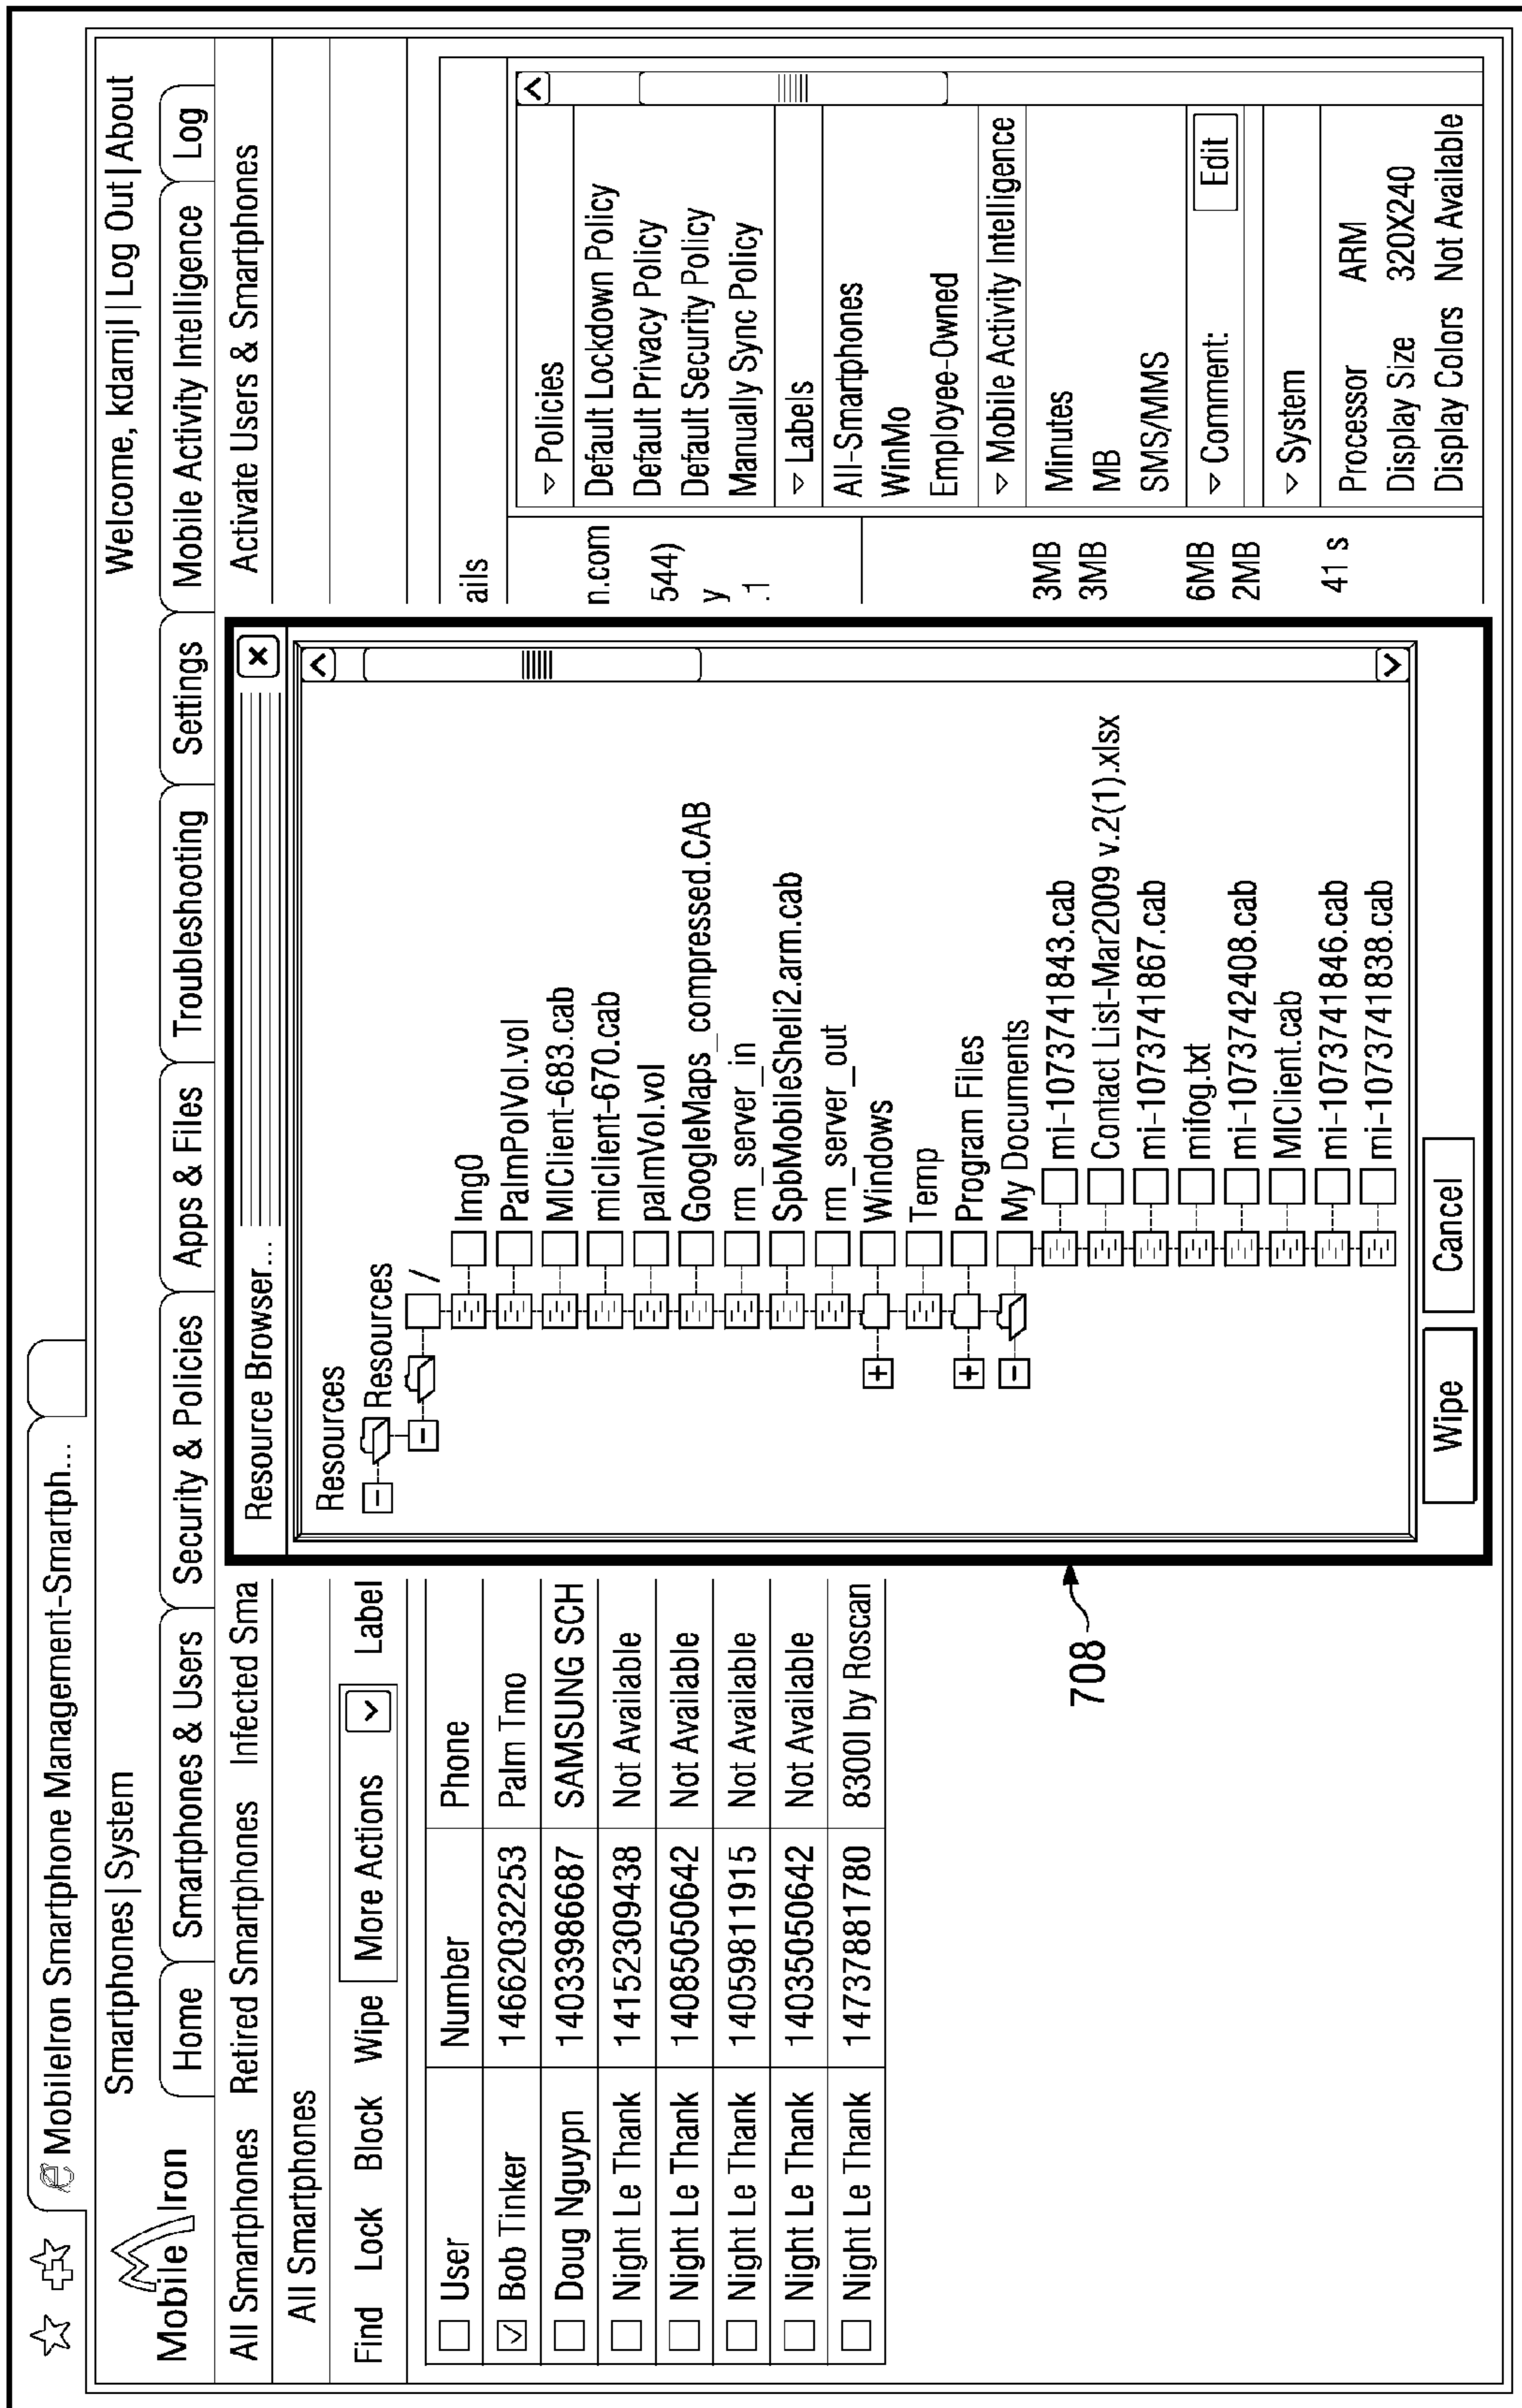 MobileIron Smartphone Management-Smartph...
Smartphones|System
Welcome, kdamjl|Log Out|About
Mobile Iron
Home
Smartphones & Users
Security & Policies
Apps & Files
Troubleshooting
Settings
Mobile Activity Intelligence
Log
All Smartphones Retired Smartphones Infected Sma
Activate Users & Smartphones
All Smartphones
Find Lock Block Wipe More Actions Label
User Number Phone
Bob Tinker 14662032253 Palm Tmo
Doug Nguypn 14033986687 SAMSUNG SCH
Night Le Thank 14152309438 Not Available
Night Le Thank 14085050642 Not Available
Night Le Thank 14059811915 Not Available
Night Le Thank 14035050642 Not Available
Night Le Thank 14737881780 8300I by Roscan
708
Resource Browser...
Resources
Resources
/
Img0
PalmPolVol.vol
MIClient-683.cab
miclient-670.cab
palmVol.vol
GoogleMaps_compressed.CAB
rm_server_in
SpbMobileSheli2.arm.cab
rm_server_out
Windows
Temp
Program Files
My Documents
mi-1073741843.cab
Contact List-Mar2009 v.2(1).xlsx
mi-1073741867.cab
mifog.txt
mi-1073742408.cab
MIClient.cab
mi-1073741846.cab
mi-1073741838.cab
Wipe Cancel
ails
n.com
544)
y
.1
3MB
3MB
6MB
2MB
41 s
Policies
Default Lockdown Policy
Default Privacy Policy
Default Security Policy
Manually Sync Policy
Labels
All-Smartphones
WinMo
Employee-Owned
Mobile Activity Intelligence
Minutes
MB
SMS/MMS
Comment: Edit
System
Processor ARM
Display Size 320X240
Display Colors Not Available